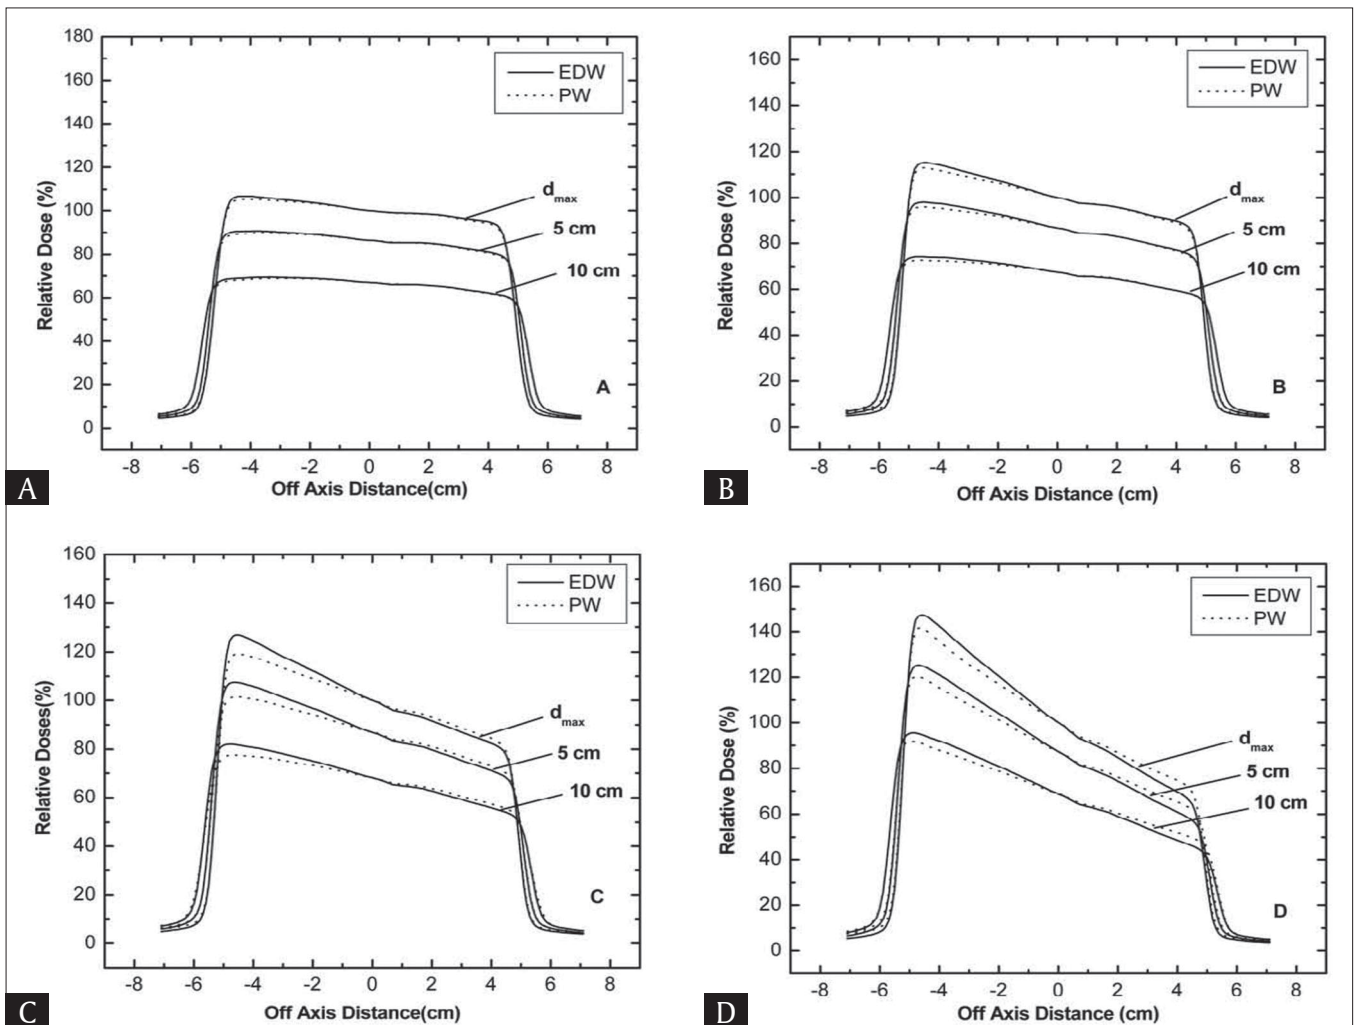 180
160
140
120
100
80
60
40
20
0
Relative Dose (%)
EDW
PW
dmax
5 cm
10 cm
A
-8 -6 -4 -2 0 2 4 6 8
Off Axis Distance(cm)
A
160
140
120
100
80
60
40
20
0
Relative Dose (%)
EDW
PW
dmax
5 cm
10 cm
B
-8 -6 -4 -2 0 2 4 6 8
Off Axis Distance (cm)
B
160
140
120
100
80
60
40
20
0
Relative Doses(%)
EDW
PW
dmax
5 cm
10 cm
C
-8 -6 -4 -2 0 2 4 6 8
Off Axis Distance(cm)
C
160
140
120
100
80
60
40
20
0
Relative Dose (%)
EDW
PW
dmax
5 cm
10 cm
D
-8 -6 -4 -2 0 2 4 6 8
Off Axis Distance (cm)
D